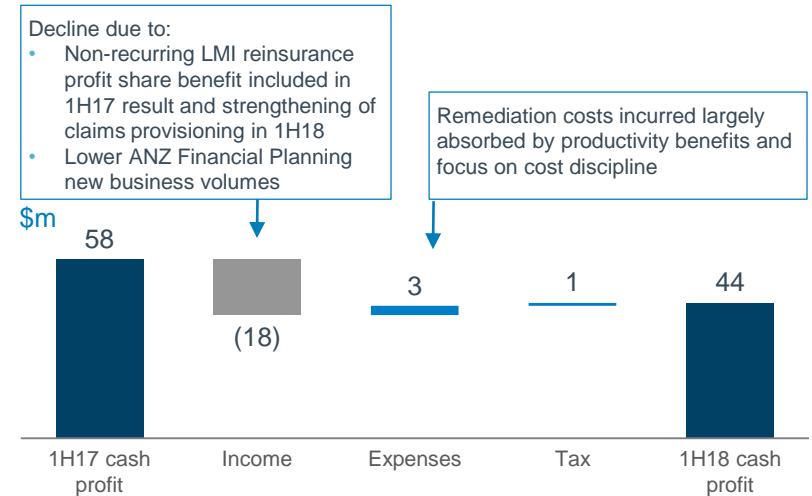 Decline due to:
• Non-recurring LMI reinsurance
profit share benefit included in
1H17 result and strengthening of
claims provisioning in 1H18
• Lower ANZ Financial Planning
new business volumes
Remediation costs incurred largely
absorbed by productivity benefits and
focus on cost discipline
$m
58
(18)
3
1
44
1H17 cash
profit
Income
Expenses
Tax
1H18 cash
profit